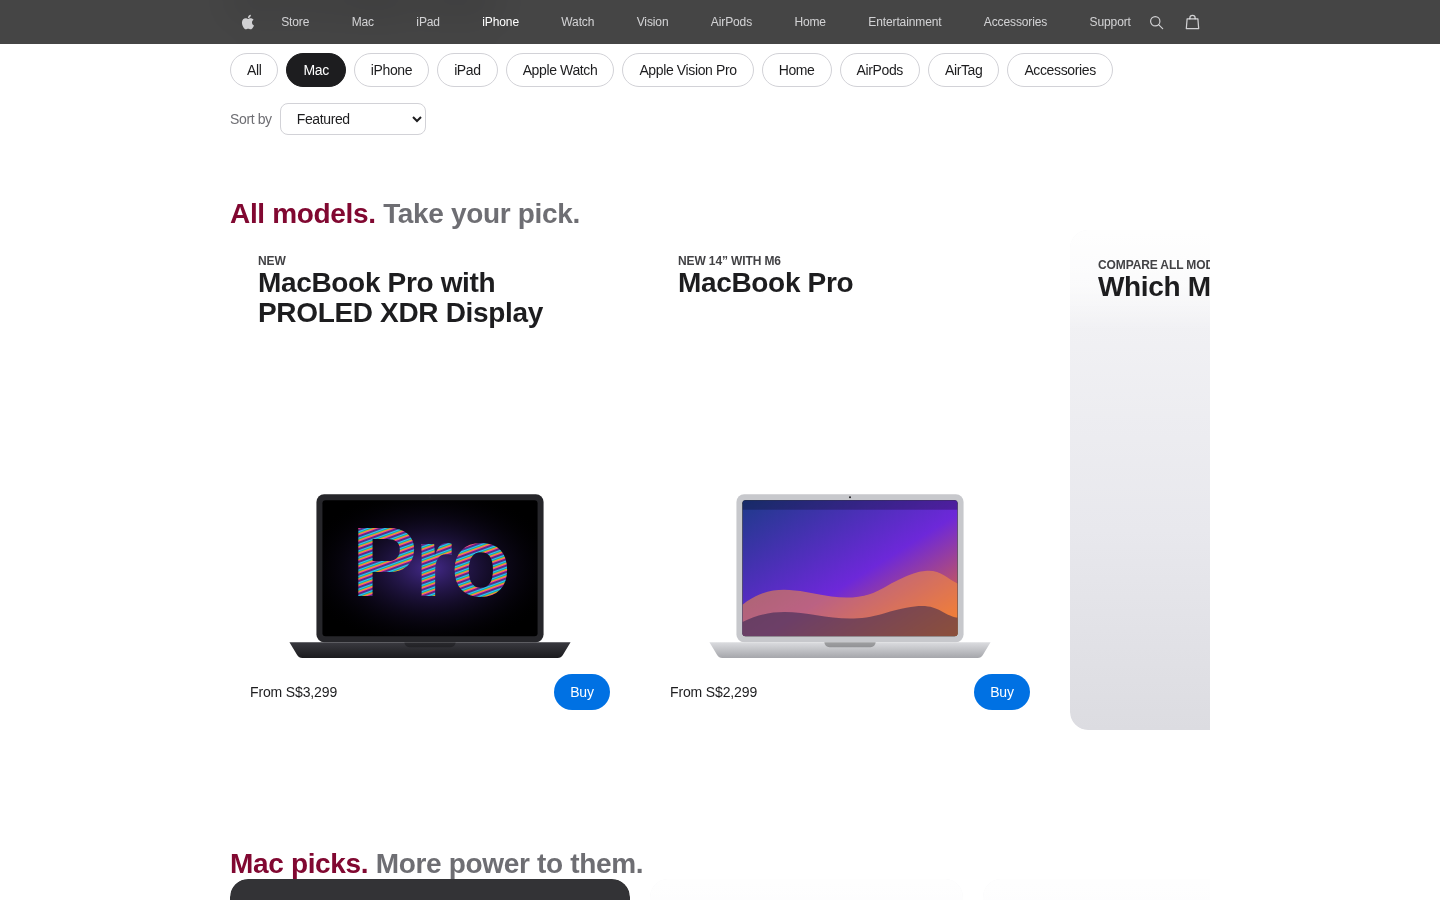 Store Mac iPad iPhone Watch Vision AirPods Home Entertainment Accessories Support
All Mac iPhone iPad Apple Watch Apple Vision Pro Home AirPods AirTag Accessories
Sort by Featured
All models. Take your pick.
NEW
MacBook Pro with
PROLED XDR Display
Pro
From S$3,299 Buy
NEW 14” WITH M6
MacBook Pro
From S$2,299 Buy
COMPARE ALL
Which
Mac picks. More power to them.